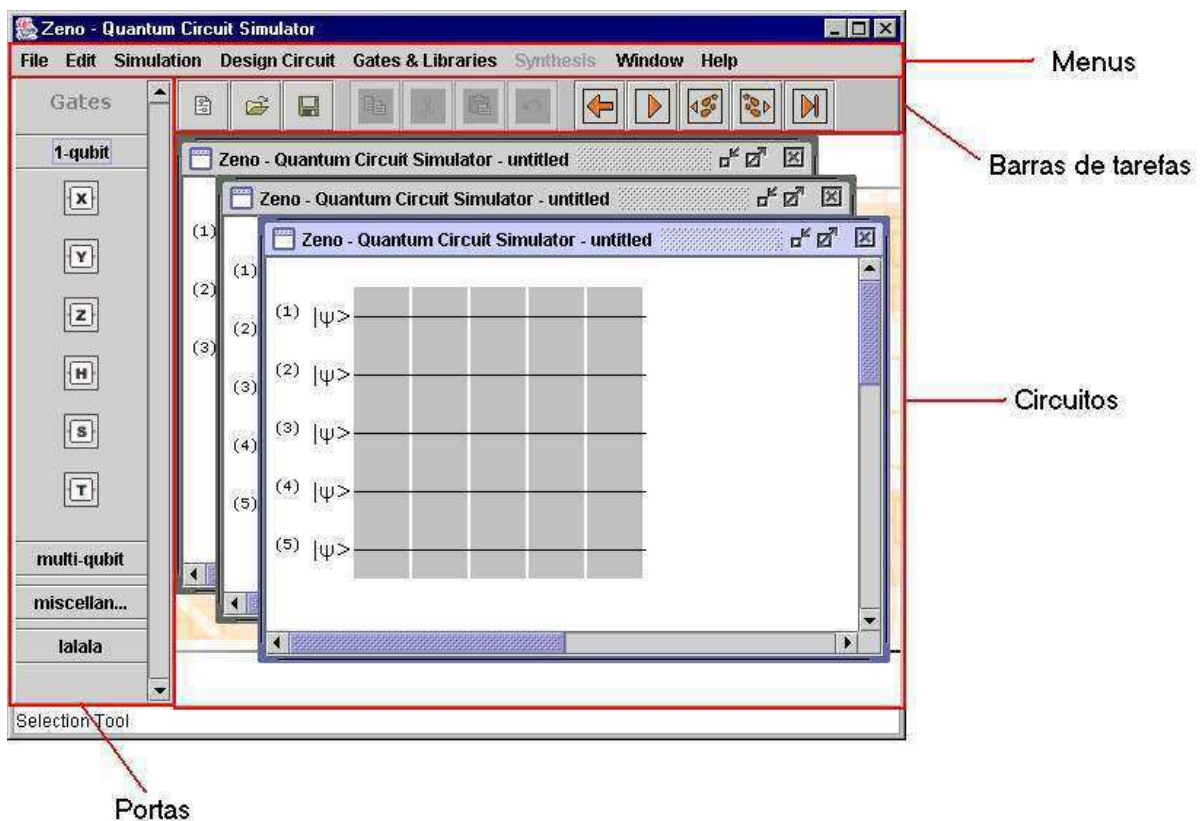 Zeno - Quantum Circuit Simulator
File Edit Simulation Design Circuit Gates & Libraries Synthesis Window Help
Menus
Gates
Barras de tarefas
1-qubit
Zeno - Quantum Circuit Simulator - untitled
Zeno - Quantum Circuit Simulator - untitled
Zeno - Quantum Circuit Simulator - untitled
X
Y
Z
H
S
T
(1)
(2)
(3)
(1)
(2)
(3)
(4)
(5)
(1) |ψ>
(2) |ψ>
(3) |ψ>
(4) |ψ>
(5) |ψ>
Circuitos
multi-qubit
miscellan...
lalala
Selection Tool
Portas